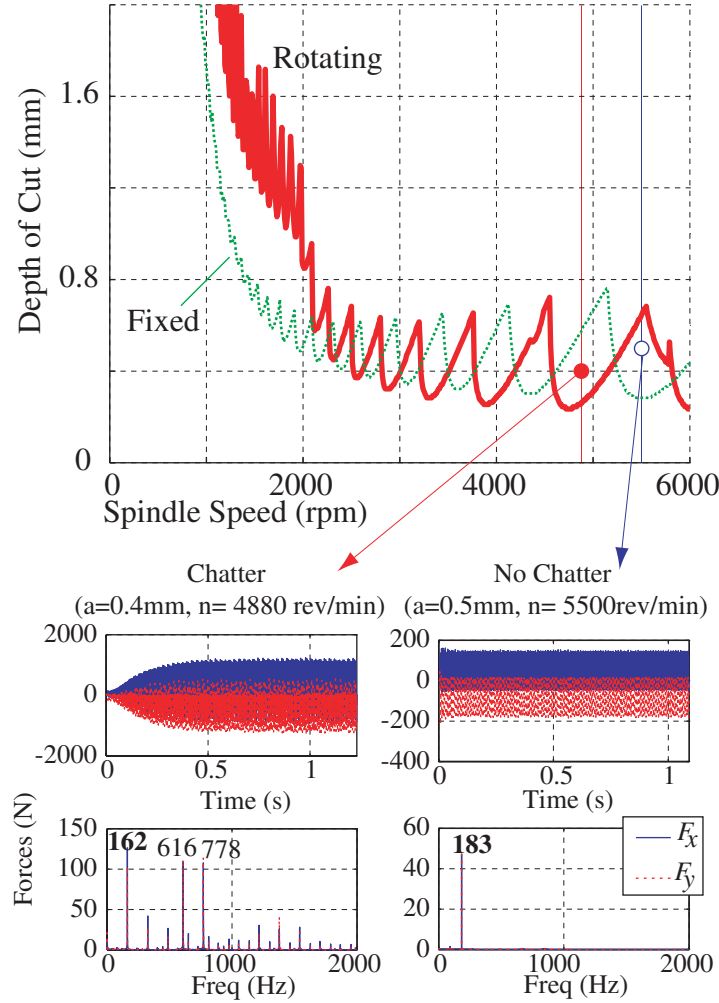 Rotating
1.6
0.8
0
Depth of Cut (mm)
Fixed
0 2000 4000 6000
Spindle Speed (rpm)
Chatter
(a=0.4mm, n= 4880 rev/min)
No Chatter
(a=0.5mm, n= 5500rev/min)
2000
0
-2000
0 0.5 1
Time (s)
200
0
-200
-400
0 0.5 1
Time (s)
Forces (N)
150
100
50
0
162 616 778
0 1000 2000
Freq (Hz)
60
40
20
0
183
0 1000 2000
Freq (Hz)
Fx
Fy